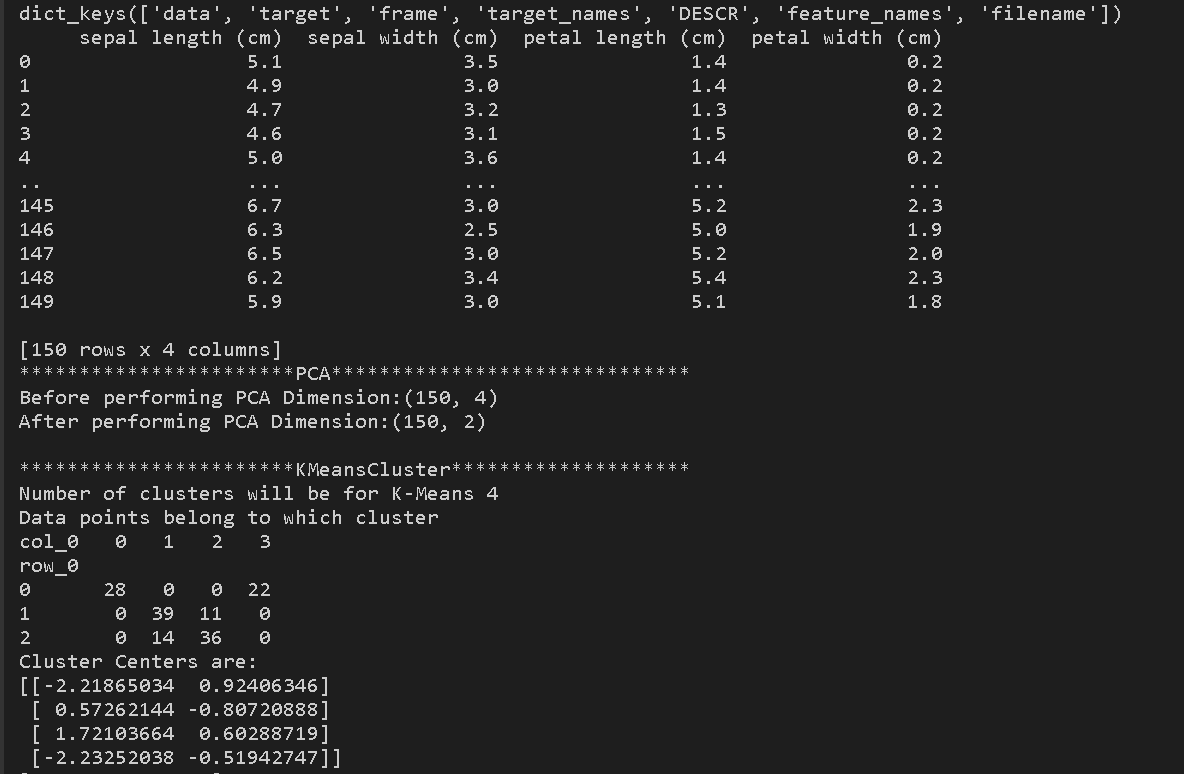 dict_keys(['data', 'target', 'frame', 'target_names', 'DESCR', 'feature_names', 'filename'])
     sepal length (cm)  sepal width (cm)  petal length (cm)  petal width (cm)
0                  5.1               3.5                1.4               0.2
1                  4.9               3.0                1.4               0.2
2                  4.7               3.2                1.3               0.2
3                  4.6               3.1                1.5               0.2
4                  5.0               3.6                1.4               0.2
..                 ...               ...                ...               ...
145                6.7               3.0                5.2               2.3
146                6.3               2.5                5.0               1.9
147                6.5               3.0                5.2               2.0
148                6.2               3.4                5.4               2.3
149                5.9               3.0                5.1               1.8
[150 rows x 4 columns]
***********************PCA******************************
Before performing PCA Dimension:(150, 4)
After performing PCA Dimension:(150, 2)
***********************KMeansCluster********************
Number of clusters will be for K-Means 4
Data points belong to which cluster
col_0   0   1   2   3
row_0
0      28   0   0  22
1       0  39  11   0
2       0  14  36   0
Cluster Centers are:
[[-2.21865034  0.92406346]
 [ 0.57262144 -0.80720888]
 [ 1.72103664  0.60288719]
 [-2.23252038 -0.51942747]]